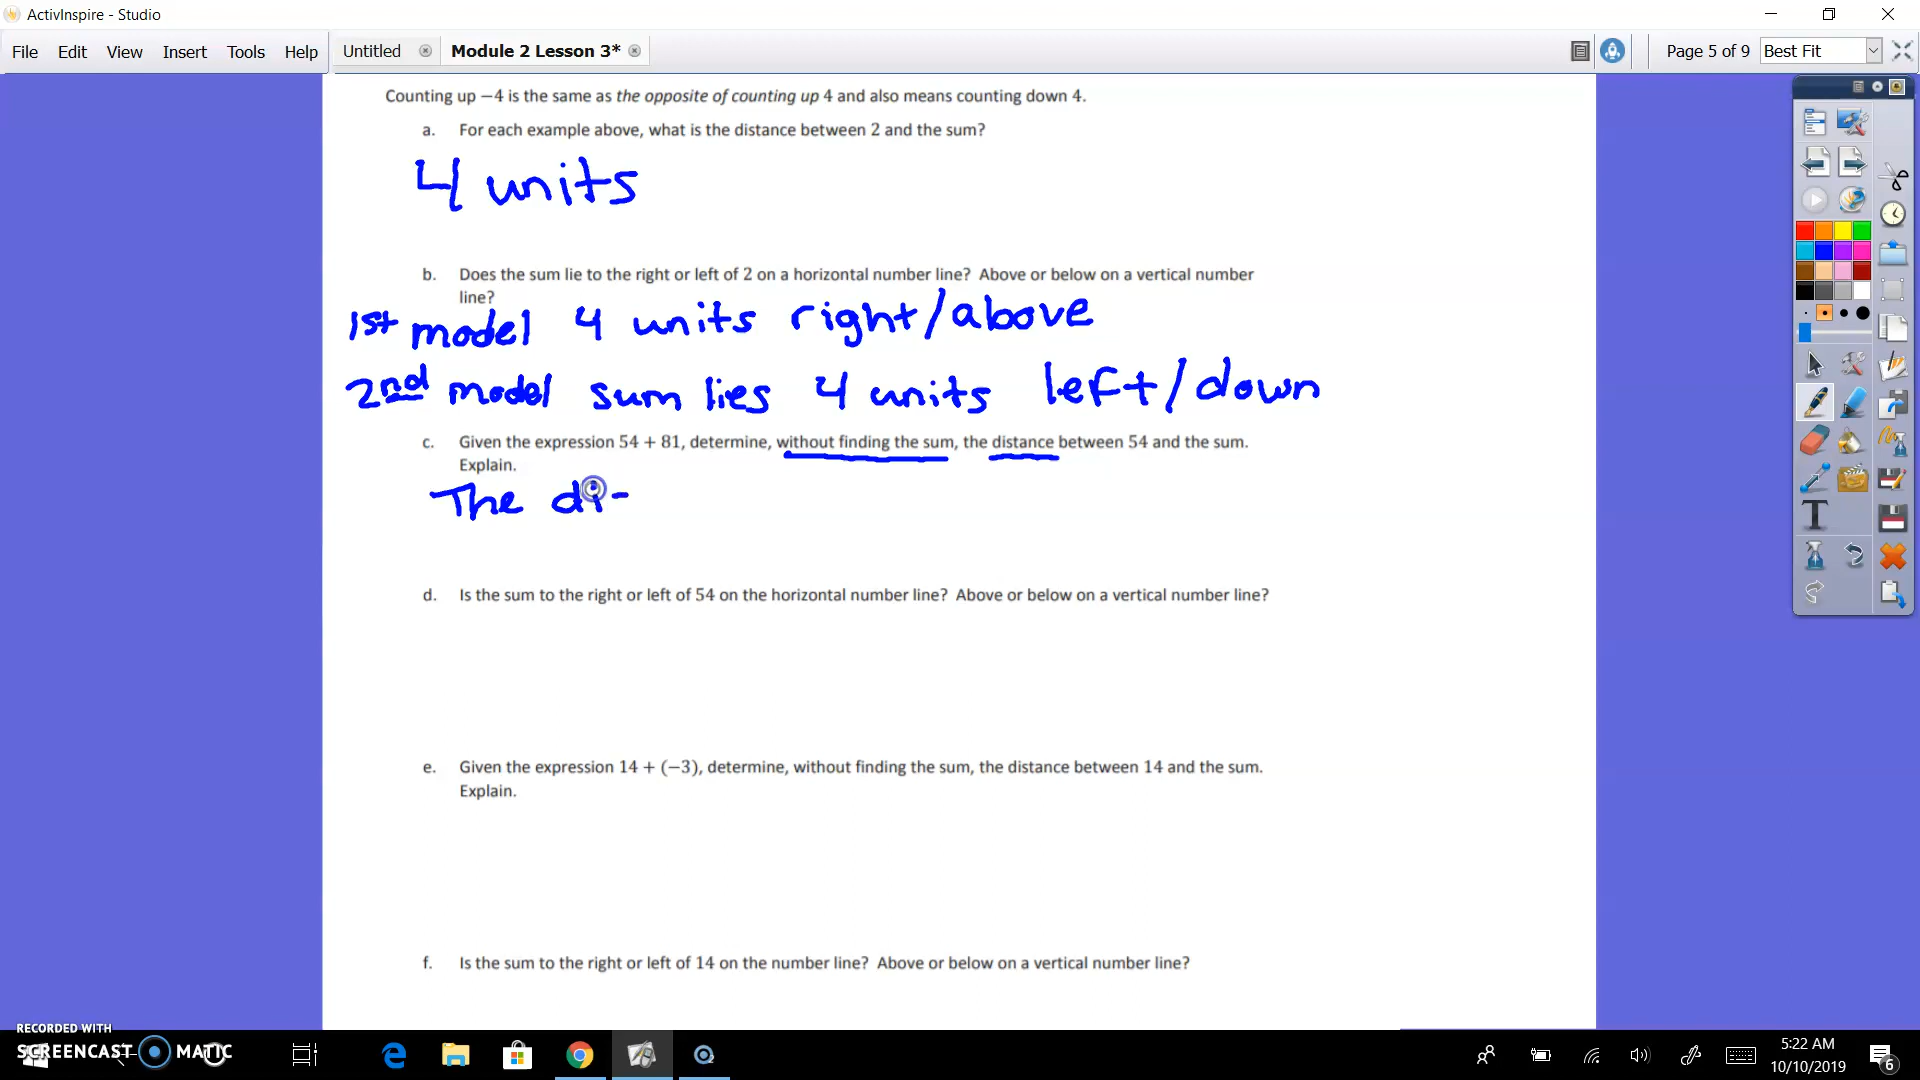 ActivInspire - Studio
File Edit View Insert Tools Help Untitled Module 2 Lesson 3* Page 5 of 9 Best Fit
Counting up −4 is the same as the opposite of counting up 4 and also means counting down 4.
a. For each example above, what is the distance between 2 and the sum?
4 units
b. Does the sum lie to the right or left of 2 on a horizontal number line? Above or below on a vertical number
line?
1st model 4 units right/above
2nd model sum lies 4 units left/down
c. Given the expression 54 + 81, determine, without finding the sum, the distance between 54 and the sum.
Explain.
The di
d. Is the sum to the right or left of 54 on the horizontal number line? Above or below on a vertical number line?
e. Given the expression 14 + (−3), determine, without finding the sum, the distance between 14 and the sum.
Explain.
f. Is the sum to the right or left of 14 on the number line? Above or below on a vertical number line?
RECORDED WITH
SCREENCAST MATIC
5:22 AM
10/10/2019
6